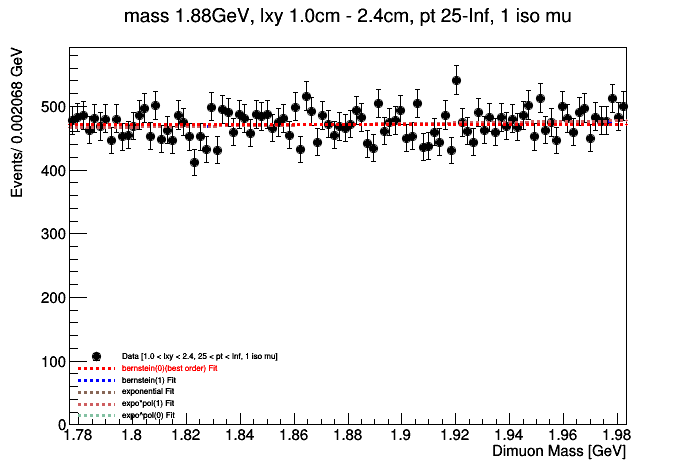 mass 1.88GeV, lxy 1.0cm - 2.4cm, pt 25-Inf, 1 iso mu
Events/ 0.002068 GeV
500
400
300
200
100
0
Data [1.0 < lxy < 2.4, 25 < pt < Inf, 1 iso mu]
bernstein(0)(best order) Fit
bernstein(1) Fit
exponential Fit
expo*pol(1) Fit
expo*pol(0) Fit
1.78 1.8 1.82 1.84 1.86 1.88 1.9 1.92 1.94 1.96 1.98
Dimuon Mass [GeV]